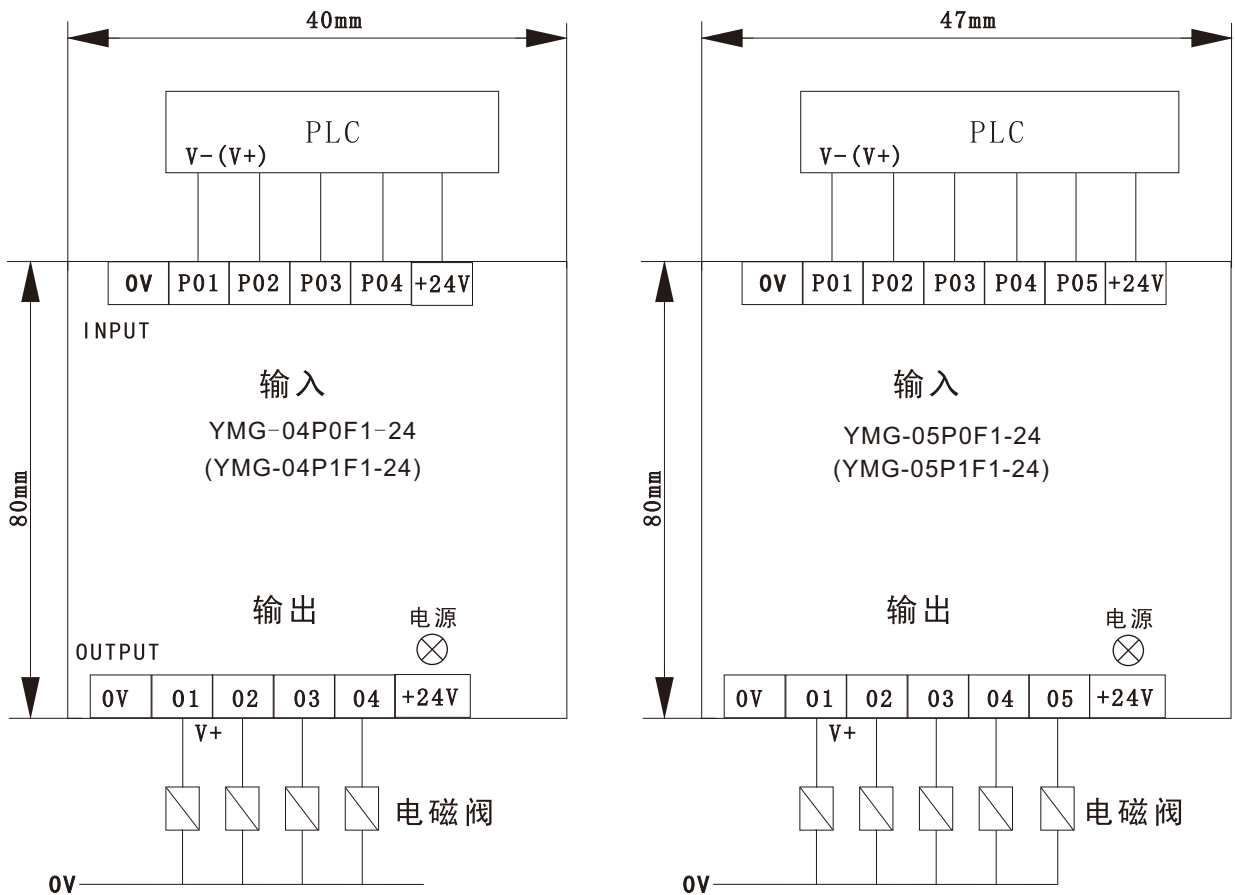 40mm
PLC
V-(V+)
0V P01 P02 P03 P04 +24V
INPUT
输入
YMG-04P0F1-24
(YMG-04P1F1-24)
80mm
输出
电源
OUTPUT
0V 01 02 03 04 +24V
V+
电磁阀
0V
47mm
PLC
V-(V+)
0V P01 P02 P03 P04 P05 +24V
输入
YMG-05P0F1-24
(YMG-05P1F1-24)
80mm
输出
电源
0V 01 02 03 04 05 +24V
V+
电磁阀
0V